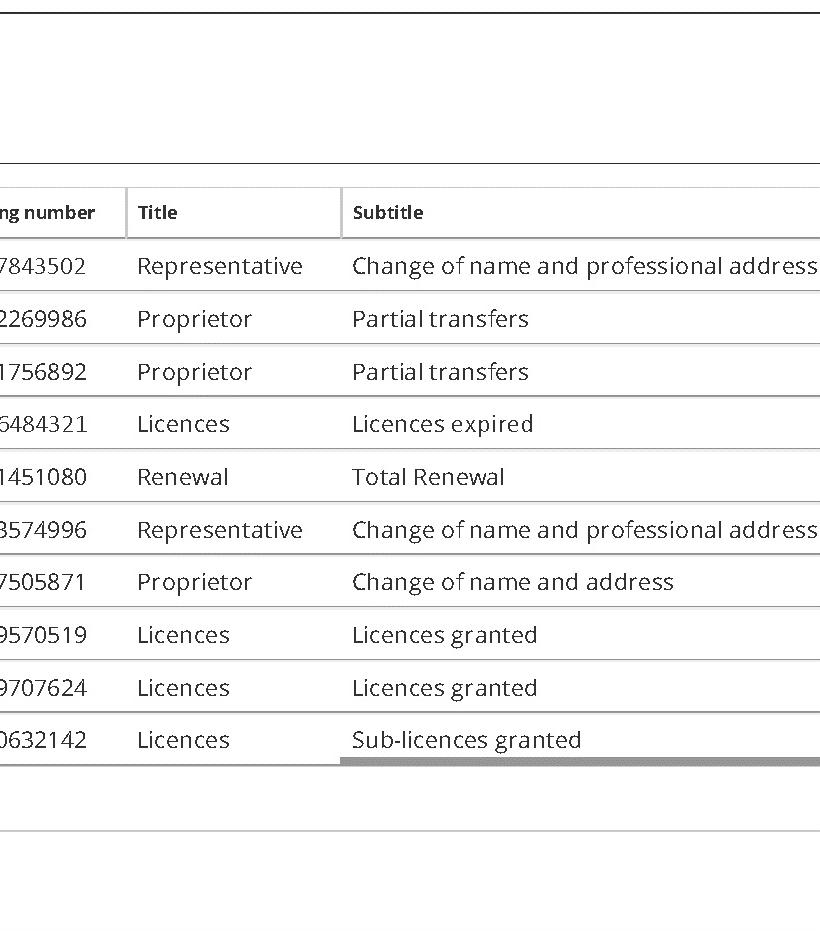 ng number Title Subtitle
7843502 Representative Change of name and professional address
2269986 Proprietor Partial transfers
1756892 Proprietor Partial transfers
6484321 Licences Licences expired
1451080 Renewal Total Renewal
3574996 Representative Change of name and professional address
7505871 Proprietor Change of name and address
9570519 Licences Licences granted
9707624 Licences Licences granted
0632142 Licences Sub-licences granted